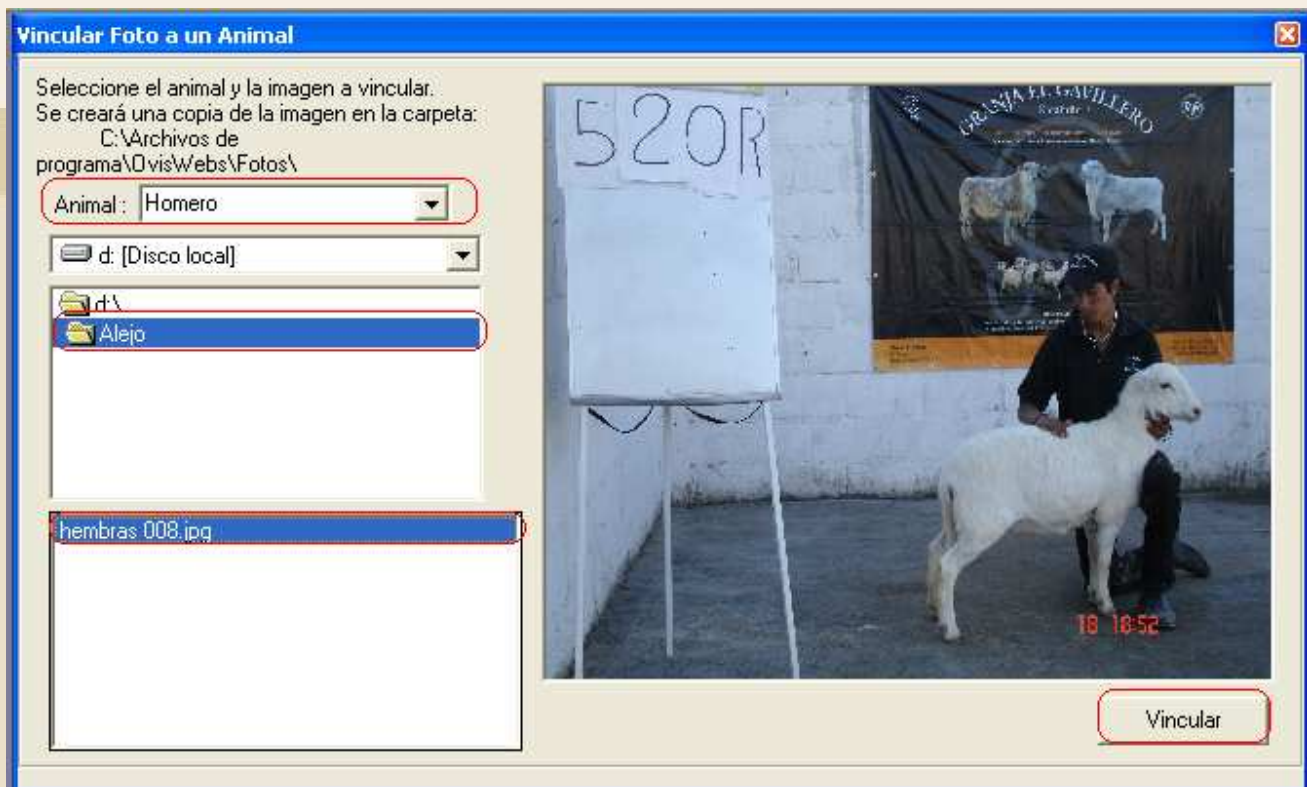 Vincular Foto a un Animal
Seleccione el animal y la imagen a vincular.
Se creará una copia de la imagen en la carpeta:
C:\Archivos de
programa\OvisWebs\Fotos\
Animal : Homero
d: [Disco local]
d:\
Alejo
hembras 008.jpg
520R
GRANJA EL GAVILLERO
18 18:52
Vincular